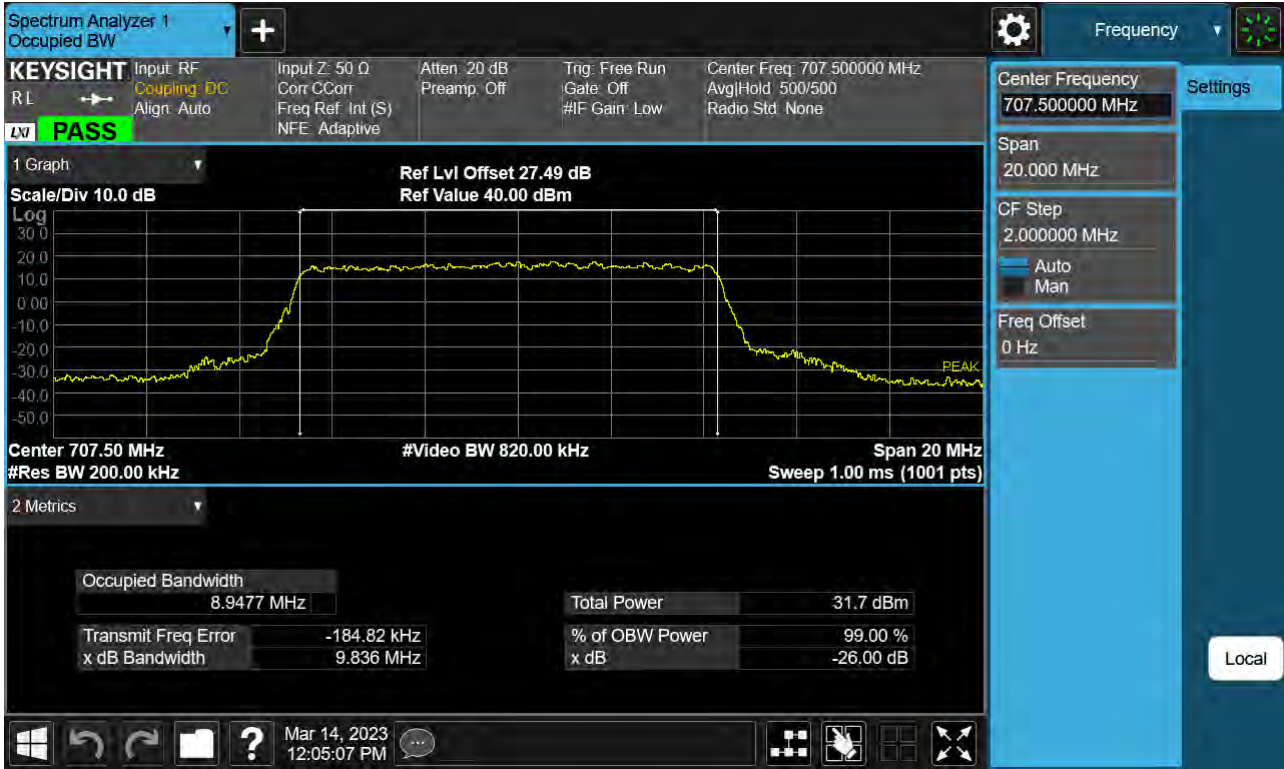 Spectrum Analyzer 1
Occupied BW
Frequency
KEYSIGHT
R L
LXI
PASS
Input: RF
Coupling: DC
Align: Auto
Input Z: 50 Ω
Corr CCorr
Freq Ref: Int (S)
NFE: Adaptive
Atten: 20 dB
Preamp: Off
Trig: Free Run
Gate: Off
#IF Gain: Low
Center Freq: 707.500000 MHz
Avg|Hold: 500/500
Radio Std: None
Center Frequency
707.500000 MHz
Settings
Span
20.000 MHz
CF Step
2.000000 MHz
Auto
Man
Freq Offset
0 Hz
Local
1 Graph
Scale/Div 10.0 dB
Ref Lvl Offset 27.49 dB
Ref Value 40.00 dBm
Log
30.0
20.0
10.0
0.00
-10.0
-20.0
-30.0
-40.0
-50.0
PEAK
Center 707.50 MHz
#Video BW 820.00 kHz
Span 20 MHz
#Res BW 200.00 kHz
Sweep 1.00 ms (1001 pts)
2 Metrics
Occupied Bandwidth
8.9477 MHz
Total Power 31.7 dBm
Transmit Freq Error -184.82 kHz
% of OBW Power 99.00 %
x dB Bandwidth 9.836 MHz
x dB -26.00 dB
?
Mar 14, 2023
12:05:07 PM